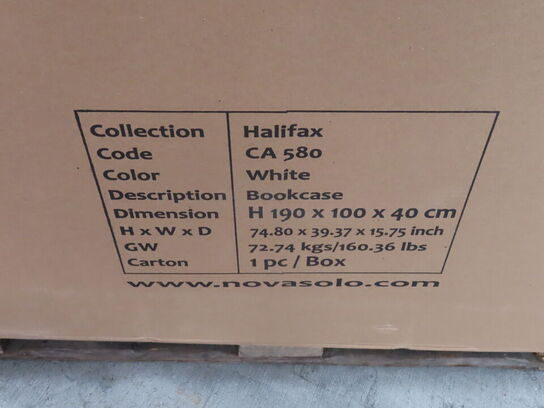 Collection Halifax
Code CA 580
Color White
Description Bookcase
Dimension H 190 x 100 x 40 cm
H x W x D 74.80 x 39.37 x 15.75 inch
GW 72.74 kgs/160.36 lbs
Carton 1 pc / Box
www.novasolo.com